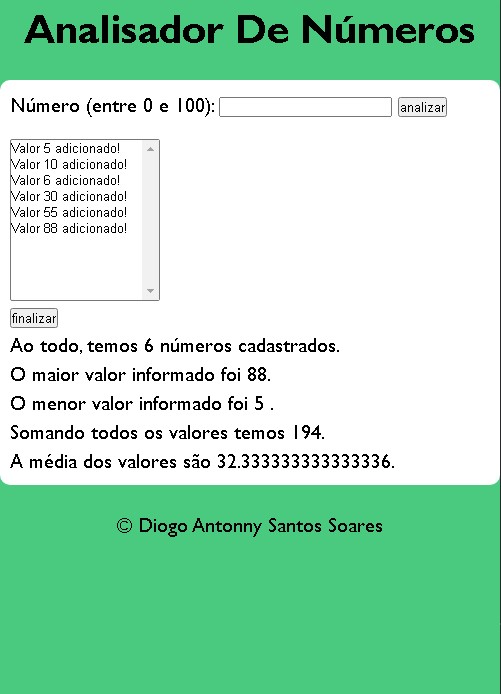 Analisador De Números
Número (entre 0 e 100): analizar
Valor 5 adicionado!
Valor 10 adicionado!
Valor 6 adicionado!
Valor 30 adicionado!
Valor 55 adicionado!
Valor 88 adicionado!
finalizar
Ao todo, temos 6 números cadastrados.
O maior valor informado foi 88.
O menor valor informado foi 5 .
Somando todos os valores temos 194.
A média dos valores são 32.333333333333336.
© Diogo Antonny Santos Soares